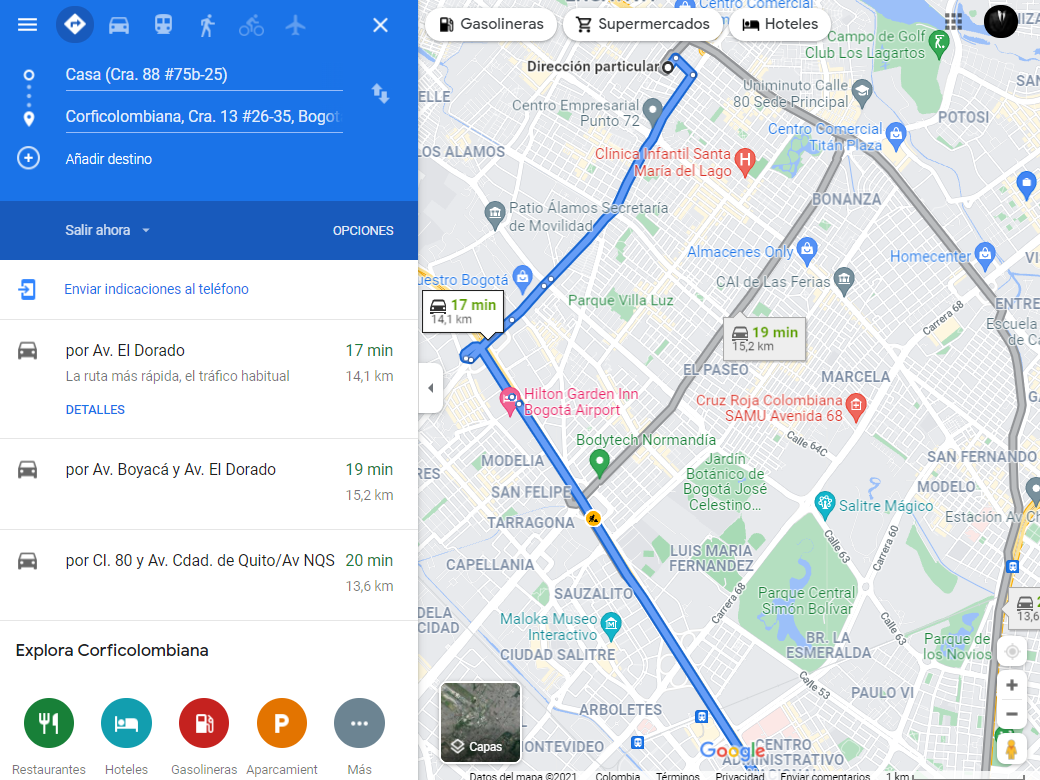 Casa (Cra. 88 #75b-25)
Corficolombiana, Cra. 13 #26-35, Bogot
Añadir destino
Salir ahora
OPCIONES
Enviar indicaciones al teléfono
por Av. El Dorado
17 min
La ruta más rápida, el tráfico habitual
14,1 km
DETALLES
por Av. Boyacá y Av. El Dorado
19 min
15,2 km
por Cl. 80 y Av. Cdad. de Quito/Av NQS
20 min
13,6 km
Explora Corficolombiana
Restaurantes
Hoteles
Gasolineras
Aparcamient
Más
Gasolineras
Supermercados
Hoteles
Centro Comercial
Campo de Golf
Club Los Lagartos
Dirección particular
ELLE
Uniminuto Calle
80 Sede Principal
SAN
Centro Empresarial
Punto 72
POTOSI
Centro Comercial
Titán Plaza
LOS ALAMOS
Clínica Infantil Santa
María del Lago
BONANZA
Patio Álamos Secretaría
de Movilidad
Almacenes Only
Homecenter
uestro Bogotá
CAI de Las Ferias
Parque Villa Luz
17 min
14,1 km
19 min
15,2 km
Carrera 68
ENTRE
Escuela
de Ca
EL PASEO
MARCELA
Hilton Garden Inn
Bogotá Airport
Cruz Roja Colombiana
SAMU Avenida 68
Calle 64C
Bodytech Normandía
MODELIA
RES
Jardín
Botánico de
Bogotá José
Celestino...
SAN FERNANDO
SAN FELIPE
MODELO
Salitre Mágico
Estación Av Ch
TARRAGONA
Calle 63
Carrera 60
LUIS MARIA
FERNANDEZ
CAPELLANIA
SAUZALITO
Carrera 68
Parque Central
Simón Bolívar
DELA
CIDAD
Maloka Museo
Interactivo
Calle 63
13,6
BR. LA
ESMERALDA
Parque de
los Novios
CIUDAD SALITRE
Calle 53
PAULO VI
ARBOLETES
Capas
ONTEVIDEO
Google
CENTRO
ADMINISTRATIVO
NACIONAL
Datos del mapa ©2021
Colombia
Términos
Privacidad
Enviar comentarios
1 km